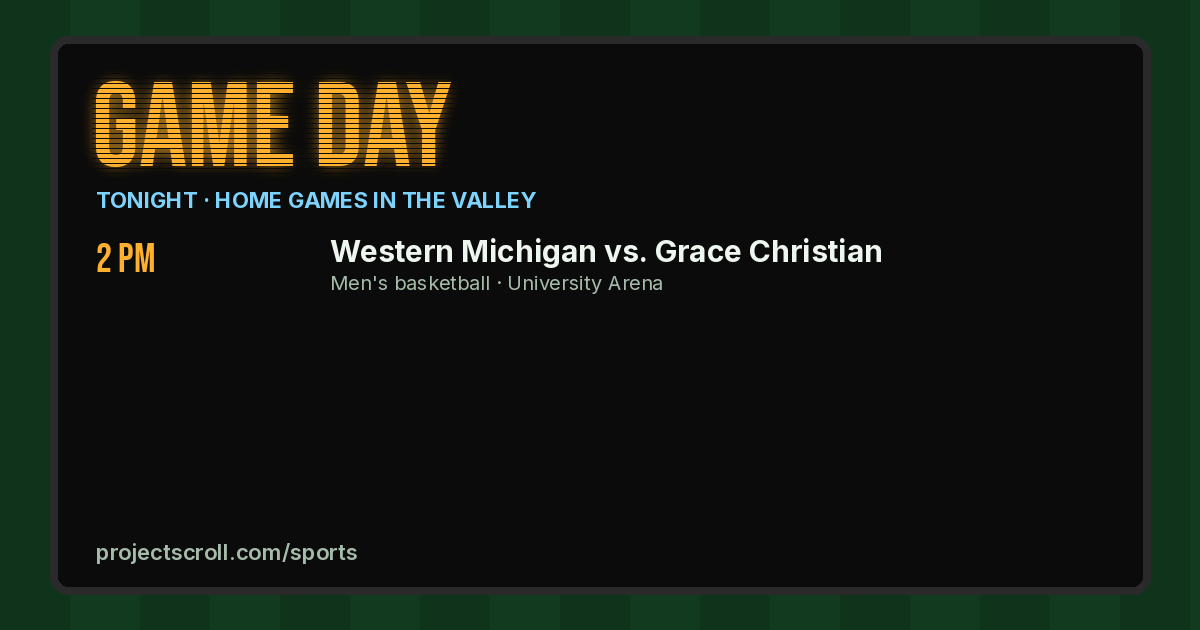 GAME DAY
TONIGHT · HOME GAMES IN THE VALLEY
2 PM
Western Michigan vs. Grace Christian
Men's basketball · University Arena
projectscroll.com/sports